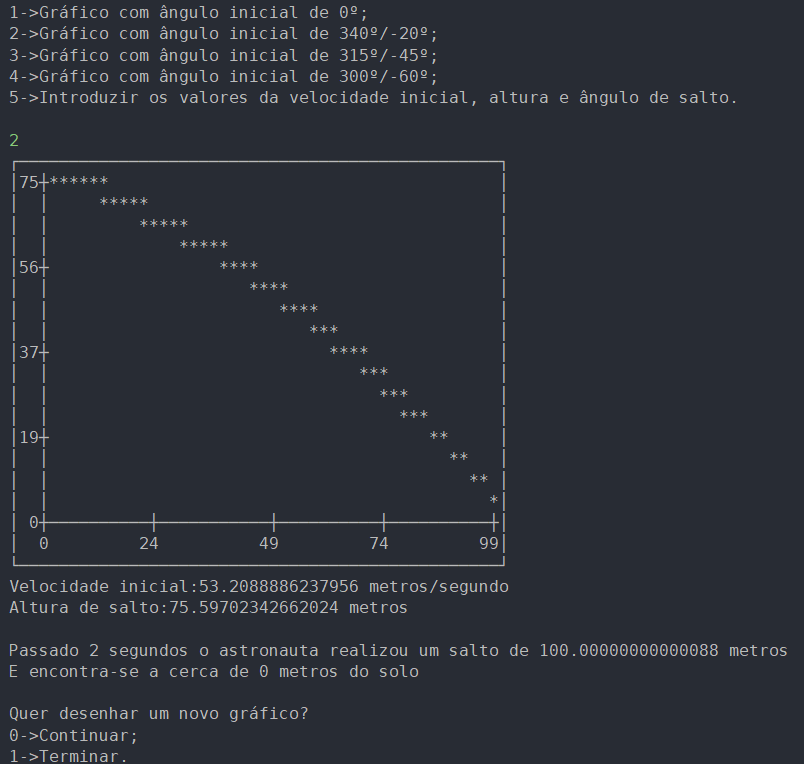 1->Gráfico com ângulo inicial de 0º;
2->Gráfico com ângulo inicial de 340º/-20º;
3->Gráfico com ângulo inicial de 315º/-45º;
4->Gráfico com ângulo inicial de 300º/-60º;
5->Introduzir os valores da velocidade inicial, altura e ângulo de salto.
2
75 ******
*****
*****
*****
56 ****
****
****
***
37 ****
***
***
***
19 **
**
**
*
0
0 24 49 74 99
Velocidade inicial:53.2088886237956 metros/segundo
Altura de salto:75.59702342662024 metros
Passado 2 segundos o astronauta realizou um salto de 100.00000000000088 metros
E encontra-se a cerca de 0 metros do solo
Quer desenhar um novo gráfico?
0->Continuar;
1->Terminar.